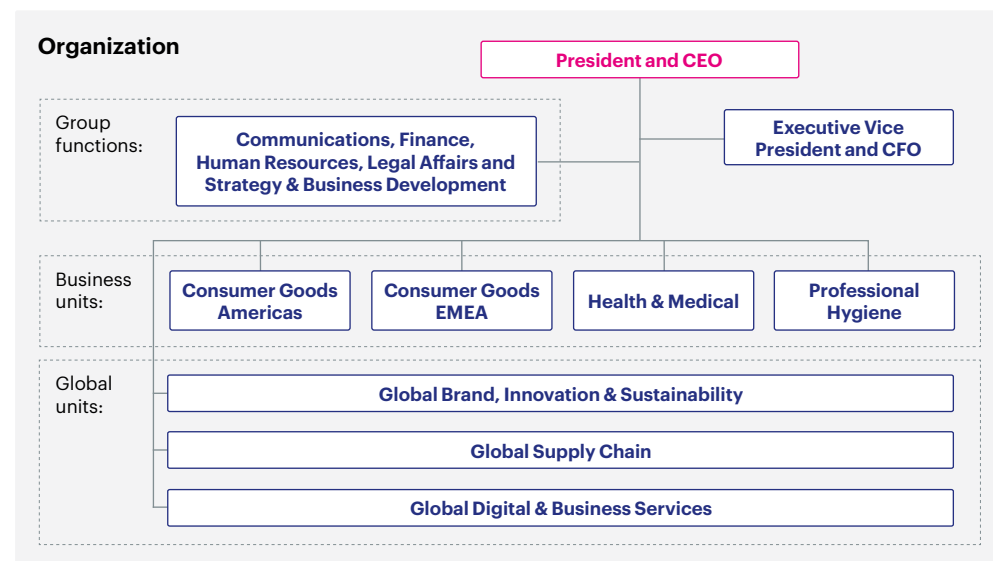 Organization
President and CEO
Group
functions:
Communications, Finance,
Human Resources, Legal Affairs and
Strategy & Business Development
Executive Vice
President and CFO
Business
units:
Consumer Goods
Americas
Consumer Goods
EMEA
Health & Medical
Professional
Hygiene
Global
units:
Global Brand, Innovation & Sustainability
Global Supply Chain
Global Digital & Business Services